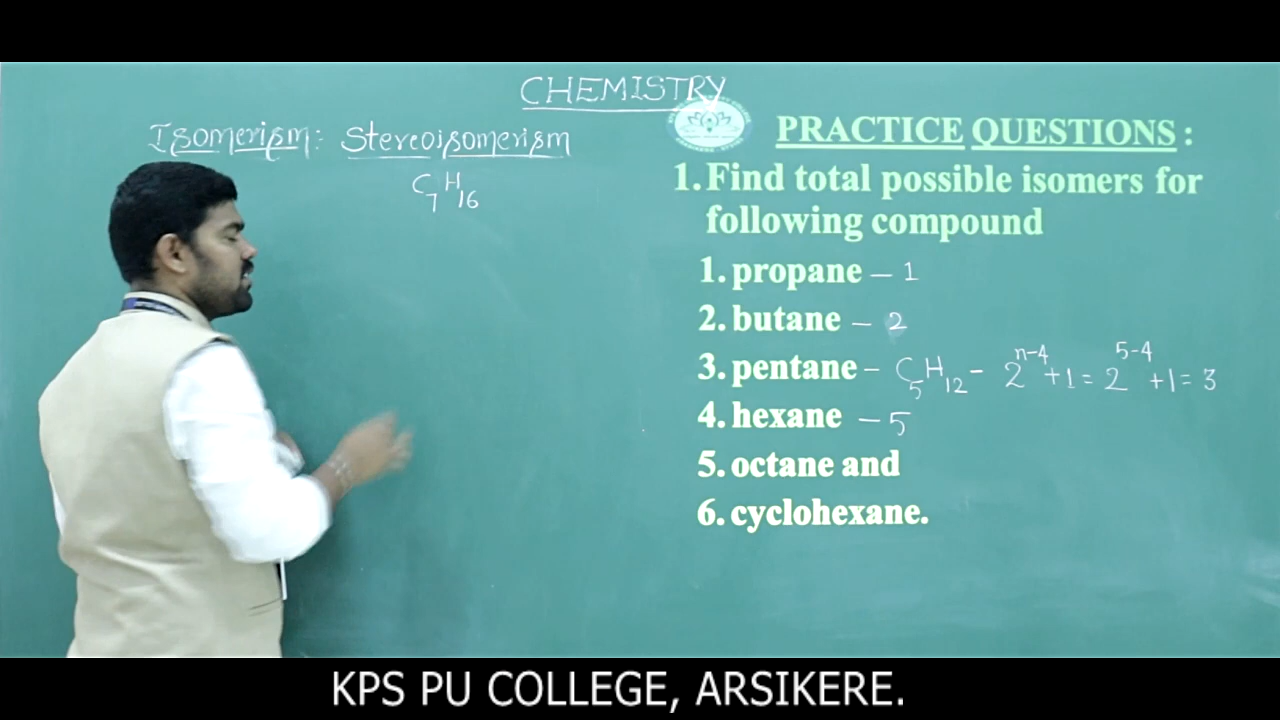 CHEMISTRY
Isomerism: Stereoisomerism
C7H16
PRACTICE QUESTIONS :
1. Find total possible isomers for
following compound
1. propane – 1
2. butane – 2
3. pentane – C5H12 – 2^(n-4) + 1 = 2^(5-4) + 1 = 3
4. hexane – 5
5. octane and
6. cyclohexane.
KPS PU COLLEGE, ARSIKERE.